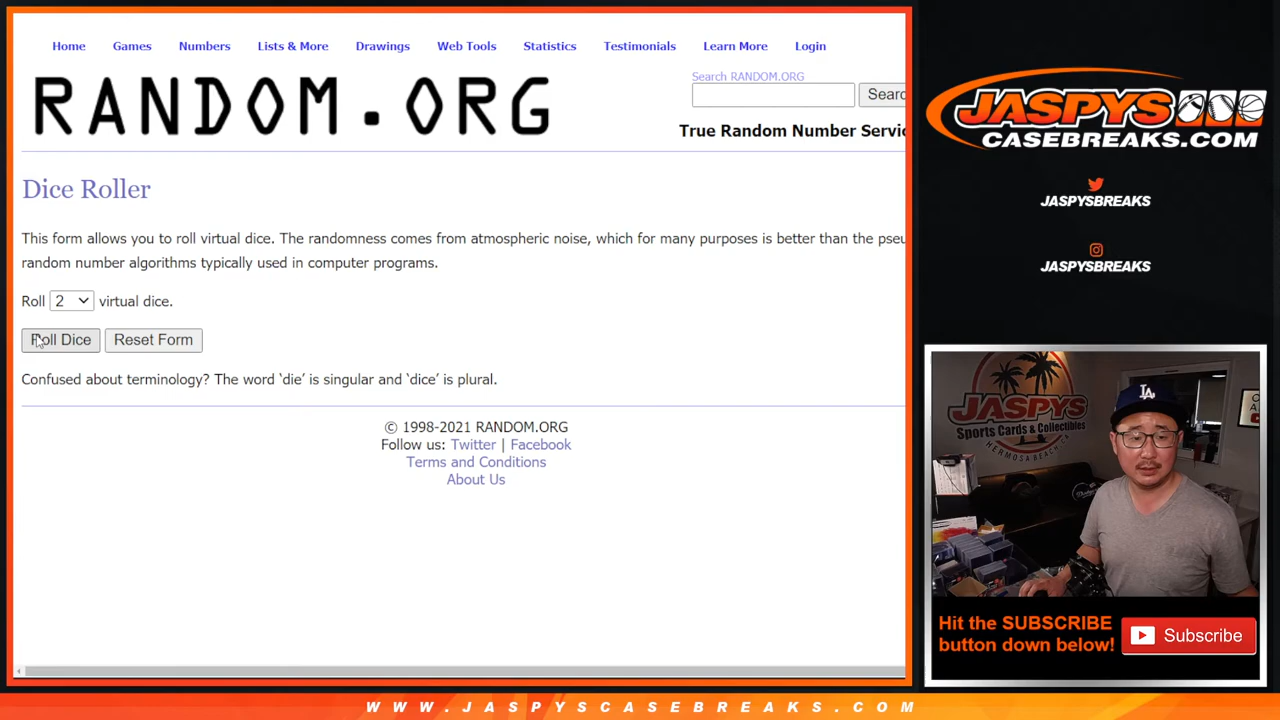 Home Games Numbers Lists & More Drawings Web Tools Statistics Testimonials Learn More Login
RANDOM.ORG
Search RANDOM.ORG
Searc
True Random Number Servic
Dice Roller
This form allows you to roll virtual dice. The randomness comes from atmospheric noise, which for many purposes is better than the pseu
random number algorithms typically used in computer programs.
Roll 2 virtual dice.
Roll Dice Reset Form
Confused about terminology? The word ‘die’ is singular and ‘dice’ is plural.
© 1998-2021 RANDOM.ORG
Follow us: Twitter | Facebook
Terms and Conditions
About Us
JASPYS
CASEBREAKS.COM
JASPYSBREAKS
JASPYSBREAKS
JASPYS
Sports Cards & Collectibles
HERMOSA BEACH, CA
LA
Hit the SUBSCRIBE
button down below!
Subscribe
WWW.JASPYSCASEBREAKS.COM